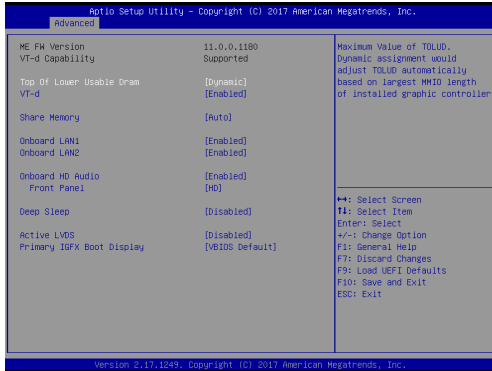 Aptio Setup Utility – Copyright (C) 2017 American Megatrends, Inc.
Advanced
ME FW Version 11.0.0.1180
VT-d Capability Supported
Top Of Lower Usable Dram [Dynamic]
VT-d [Enabled]
Share Memory [Auto]
Onboard LAN1 [Enabled]
Onboard LAN2 [Enabled]
Onboard HD Audio [Enabled]
Front Panel [HD]
Deep Sleep [Disabled]
Active LVDS [Disabled]
Primary IGFX Boot Display [VBIOS Default]
Maximum Value of TOLUD.
Dynamic assignment would
adjust TOLUD automatically
based on largest MMIO length
of installed graphic controller
↔: Select Screen
↑↓: Select Item
Enter: Select
+/-: Change Option
F1: General Help
F7: Discard Changes
F9: Load UEFI Defaults
F10: Save and Exit
ESC: Exit
Version 2.17.1249. Copyright (C) 2017 American Megatrends, Inc.